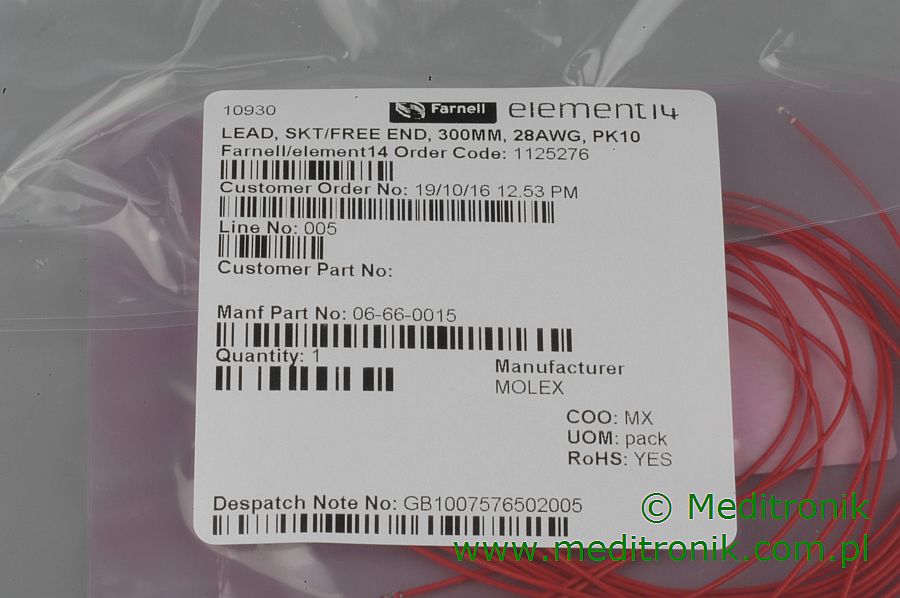 10930 Farnell element14
LEAD, SKT/FREE END, 300MM, 28AWG, PK10
Farnell/element14 Order Code: 1125276
Customer Order No: 19/10/16 12.53 PM
Line No: 005
Customer Part No:
Manf Part No: 06-66-0015
Quantity: 1
Manufacturer
MOLEX
COO: MX
UOM: pack
RoHS: YES
Despatch Note No: GB1007576502005
© Meditronik
www.meditronik.com.pl